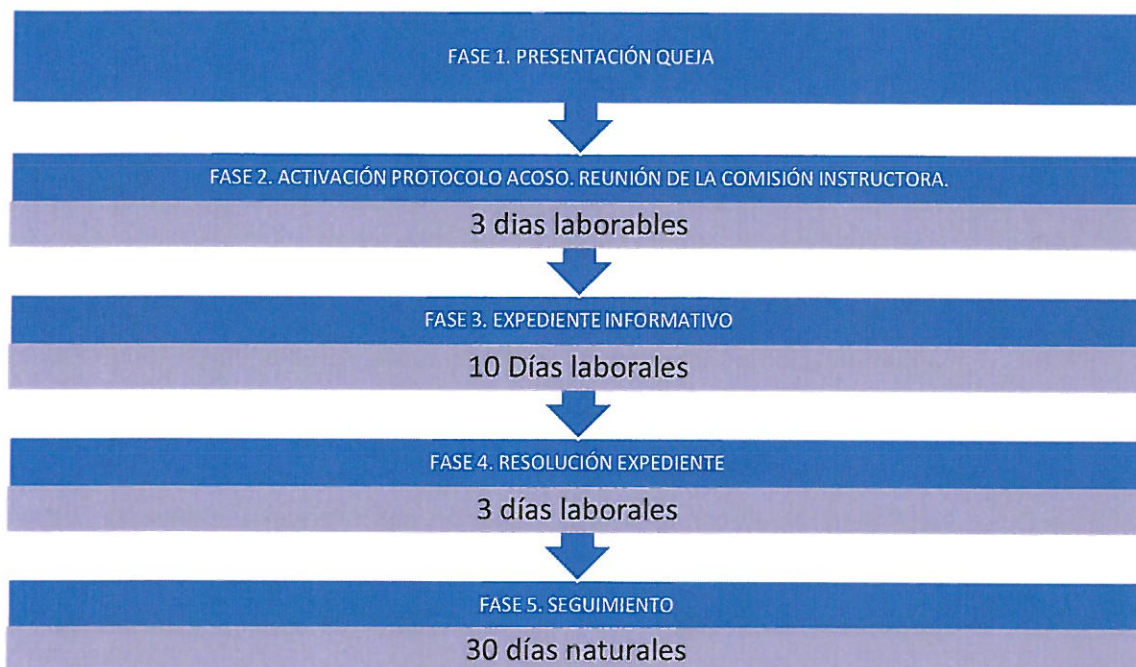 FASE 1. PRESENTACIÓN QUEJA
FASE 2. ACTIVACIÓN PROTOCOLO ACOSO. REUNIÓN DE LA COMISIÓN INSTRUCTORA.
3 dias laborables
FASE 3. EXPEDIENTE INFORMATIVO
10 Días laborales
FASE 4. RESOLUCIÓN EXPEDIENTE
3 días laborales
FASE 5. SEGUIMIENTO
30 días naturales